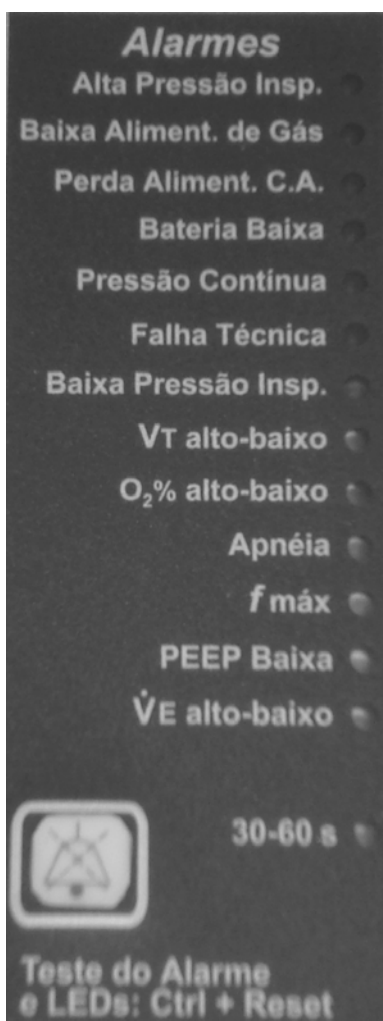 Alarmes
Alta Pressão Insp.
Baixa Aliment. de Gás
Perda Aliment. C.A.
Bateria Baixa
Pressão Contínua
Falha Técnica
Baixa Pressão Insp.
VT alto-baixo
O₂% alto-baixo
Apnéia
f máx
PEEP Baixa
V̇E alto-baixo
30-60 s
Teste do Alarme
e LEDs: Ctrl + Reset